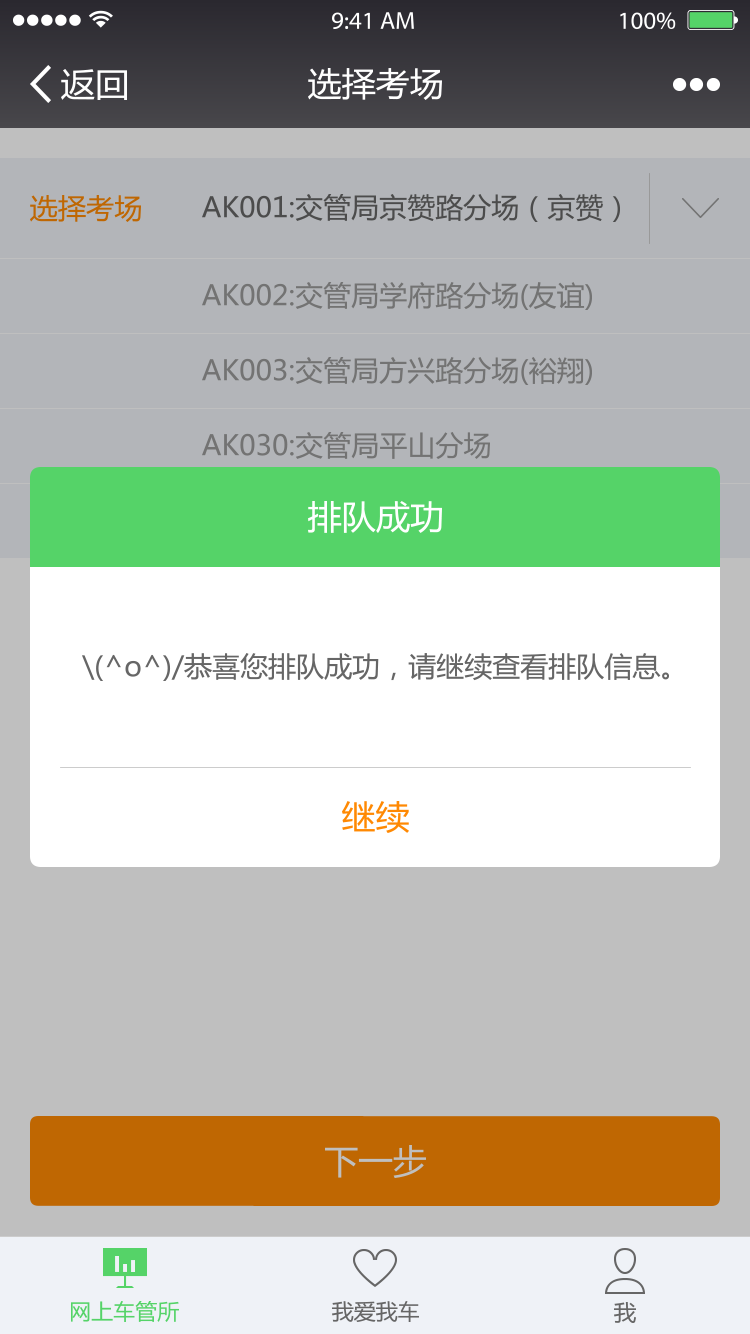 9:41 AM 100%
返回 选择考场
选择考场 AK001:交管局京赞路分场（京赞）
AK002:交管局学府路分场(友谊)
AK003:交管局方兴路分场(裕翔)
AK030:交管局平山分场
排队成功
\(^o^)/恭喜您排队成功，请继续查看排队信息。
继续
下一步
网上车管所 我爱我车 我